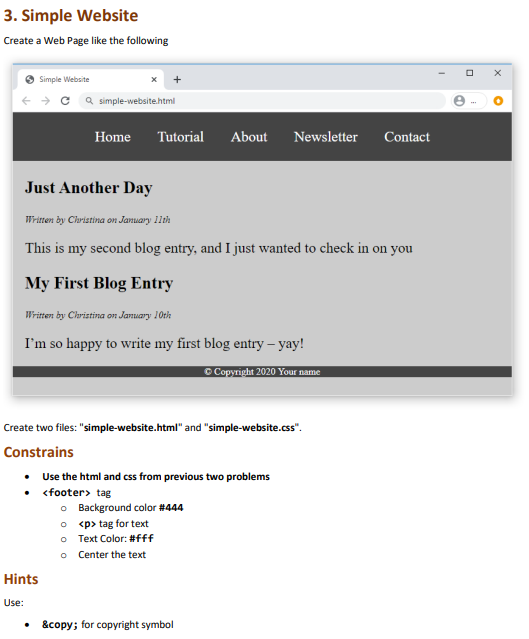 3. Simple Website
Create a Web Page like the following
Simple Website
simple-website.html
Home Tutorial About Newsletter Contact
Just Another Day
Written by Christina on January 11th
This is my second blog entry, and I just wanted to check in on you
My First Blog Entry
Written by Christina on January 10th
I'm so happy to write my first blog entry – yay!
© Copyright 2020 Your name
Create two files: "simple-website.html" and "simple-website.css".
Constrains
• Use the html and css from previous two problems
• <footer> tag
o Background color #444
o <p> tag for text
o Text Color: #fff
o Center the text
Hints
Use:
• &copy; for copyright symbol